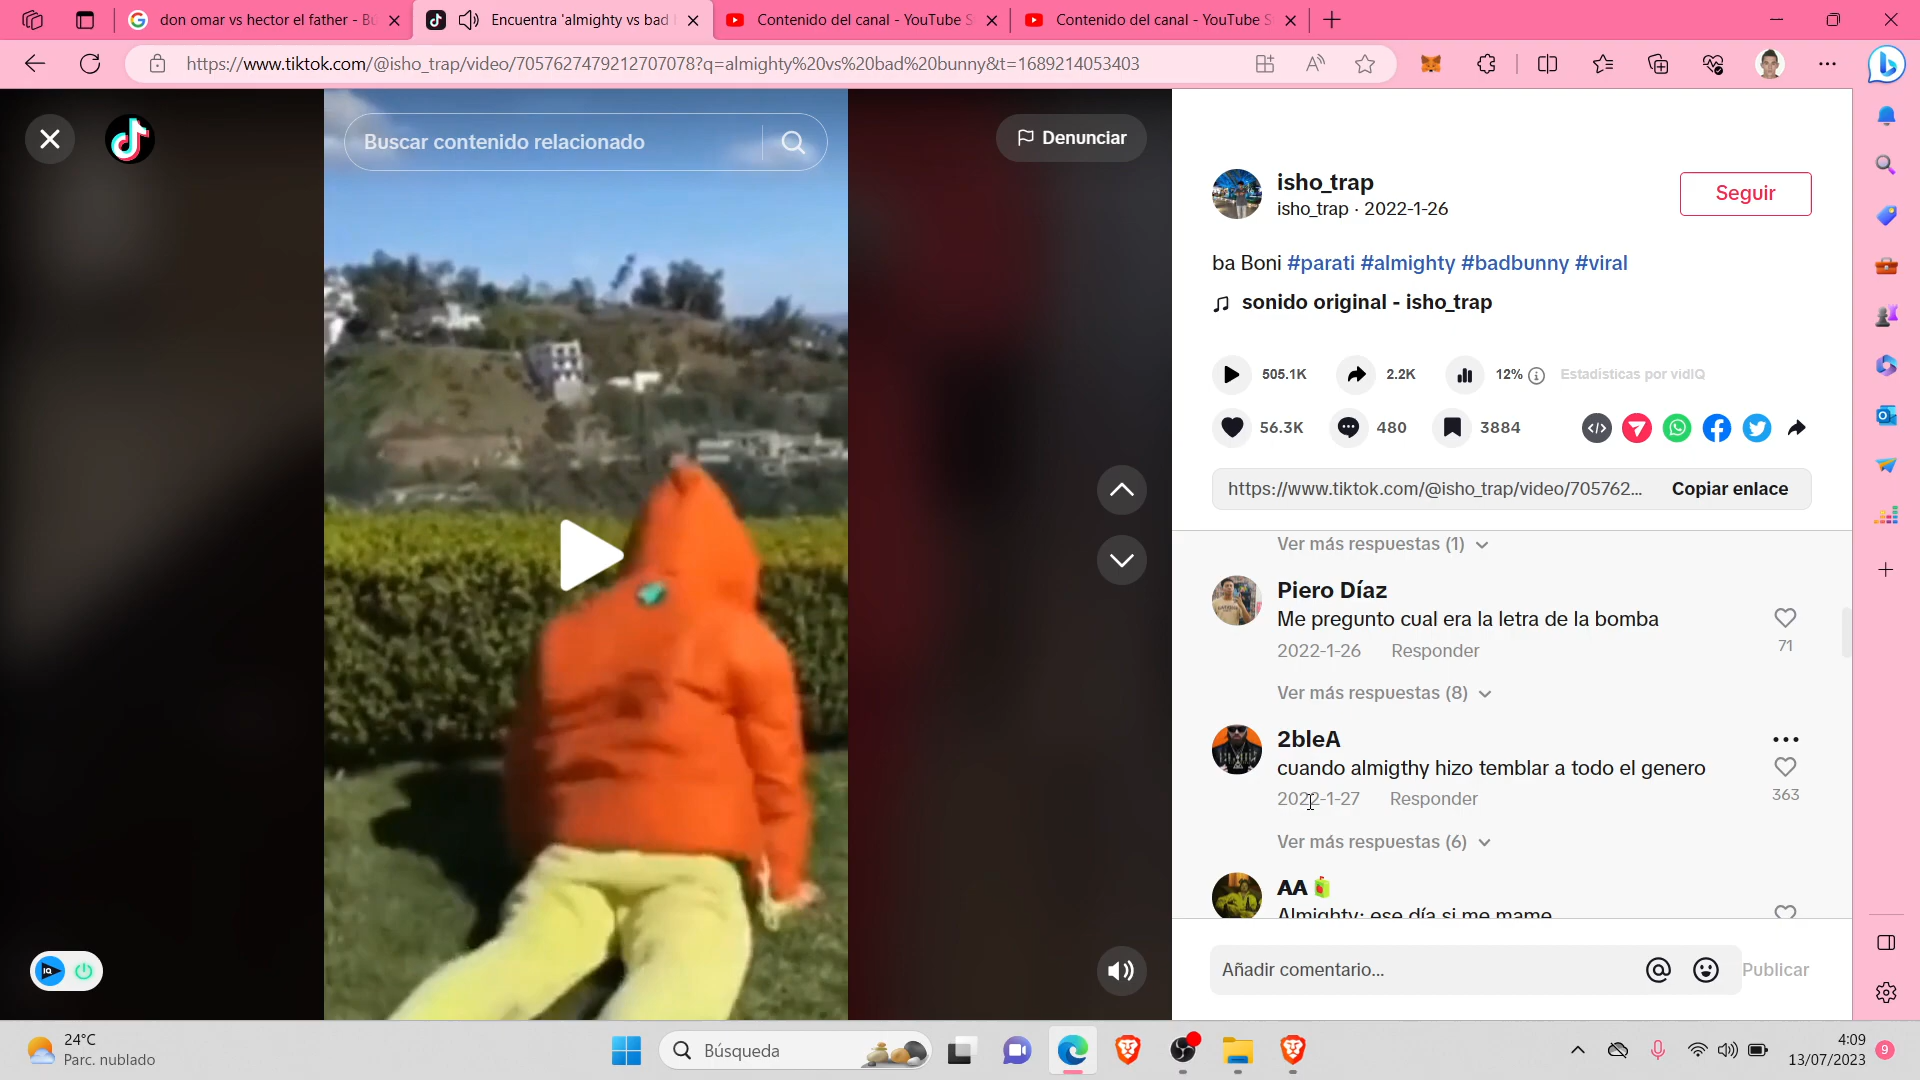 don omar vs hector el father - Bu
Encuentra 'almighty vs bad
Contenido del canal - YouTube S
Contenido del canal - YouTube S
https://www.tiktok.com/@isho_trap/video/7057627479212707078?q=almighty%20vs%20bad%20bunny&t=1689214053403
Buscar contenido relacionado
Denunciar
isho_trap
isho_trap · 2022-1-26
Seguir
ba Boni #parati #almighty #badbunny #viral
sonido original - isho_trap
505.1K
2.2K
12%
Estadísticas por vidIQ
56.3K
480
3884
https://www.tiktok.com/@isho_trap/video/705762...
Copiar enlace
Ver más respuestas (1)
Piero Díaz
Me pregunto cual era la letra de la bomba
2022-1-26 Responder
71
Ver más respuestas (8)
2bleA
cuando almigthy hizo temblar a todo el genero
2022-1-27 Responder
363
Ver más respuestas (6)
AA
Almighty: ese día si me mame
Añadir comentario...
Publicar
IQ
24°C
Parc. nublado
Búsqueda
4:09
13/07/2023
9